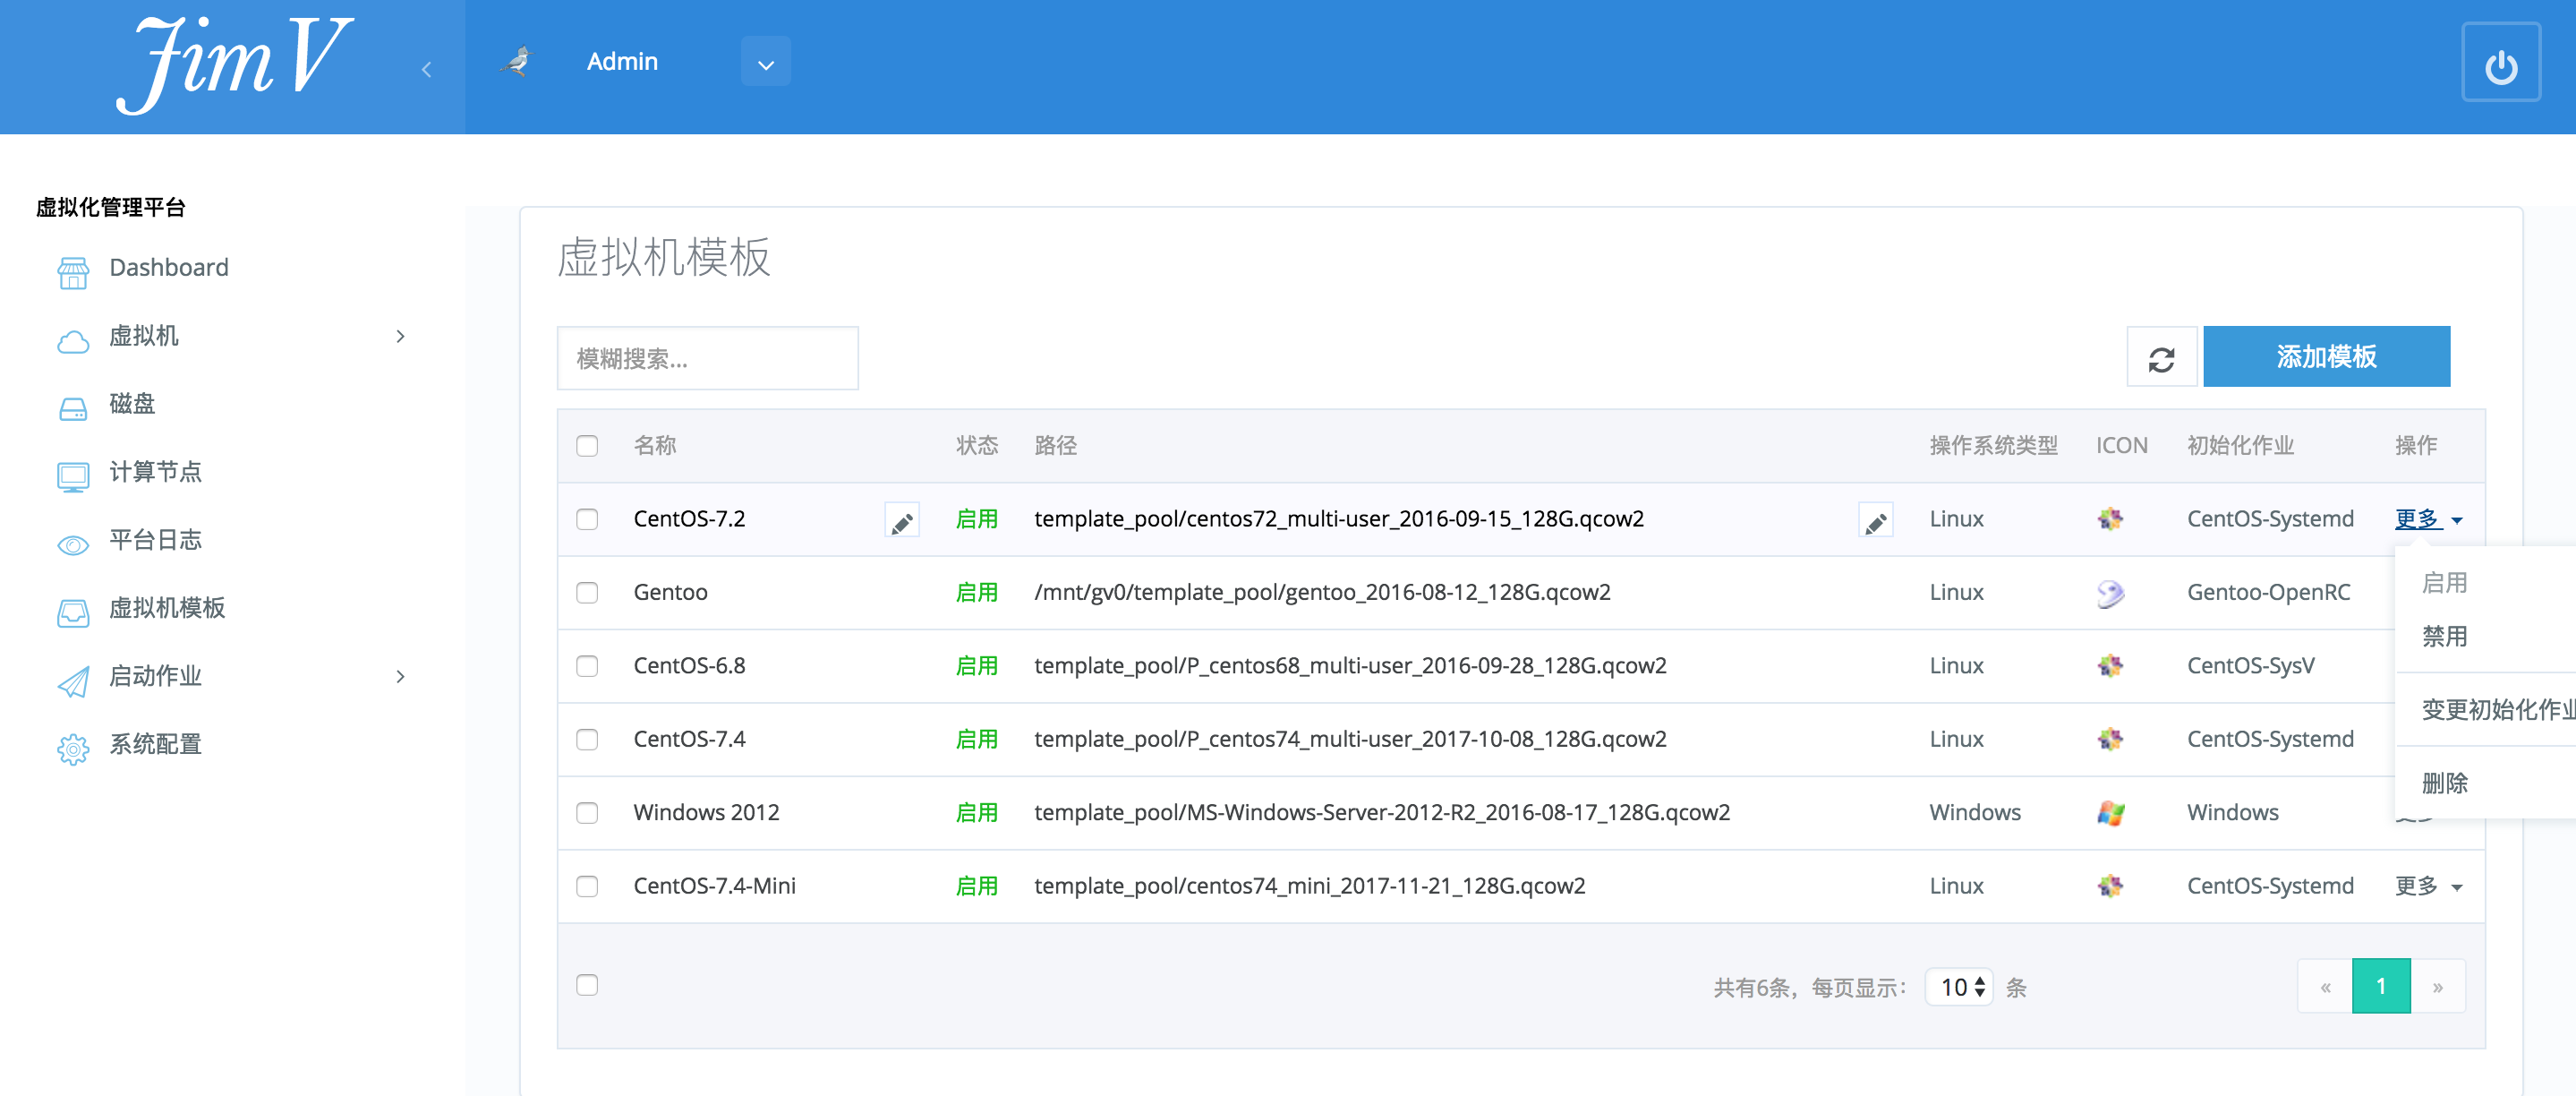 JimV
Admin
虚拟化管理平台
Dashboard
虚拟机
磁盘
计算节点
平台日志
虚拟机模板
启动作业
系统配置
虚拟机模板
模糊搜索...
添加模板
名称 状态 路径 操作系统类型 ICON 初始化作业 操作
CentOS-7.2 启用 template_pool/centos72_multi-user_2016-09-15_128G.qcow2 Linux CentOS-Systemd 更多
Gentoo 启用 /mnt/gv0/template_pool/gentoo_2016-08-12_128G.qcow2 Linux Gentoo-OpenRC
CentOS-6.8 启用 template_pool/P_centos68_multi-user_2016-09-28_128G.qcow2 Linux CentOS-SysV
CentOS-7.4 启用 template_pool/P_centos74_multi-user_2017-10-08_128G.qcow2 Linux CentOS-Systemd
Windows 2012 启用 template_pool/MS-Windows-Server-2012-R2_2016-08-17_128G.qcow2 Windows Windows
CentOS-7.4-Mini 启用 template_pool/centos74_mini_2017-11-21_128G.qcow2 Linux CentOS-Systemd 更多
启用
禁用
变更初始化作业
删除
共有6条，每页显示： 10 条
« 1 »